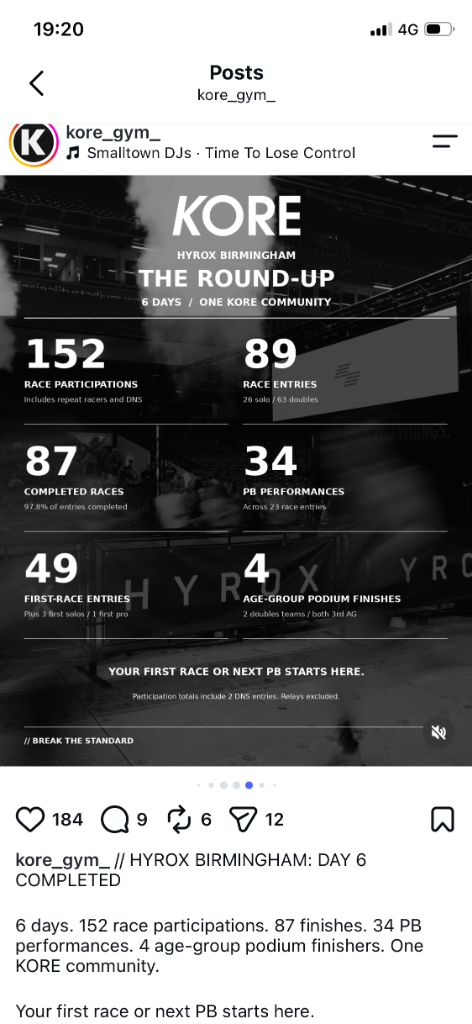 19:20
4G
Posts
kore_gym_
K
kore_gym_
Smalltown DJs · Time To Lose Control
KORE
HYROX BIRMINGHAM
THE ROUND-UP
6 DAYS / ONE KORE COMMUNITY
152
RACE PARTICIPATIONS
Includes repeat racers and DNS
89
RACE ENTRIES
26 solo / 63 doubles
87
COMPLETED RACES
97.8% of entries completed
34
PB PERFORMANCES
Across 23 race entries
49
FIRST-RACE ENTRIES
Plus 3 first solos / 1 first pro
4
AGE-GROUP PODIUM FINISHES
2 doubles teams / both 3rd AG
HYROX
YRO
YOUR FIRST RACE OR NEXT PB STARTS HERE.
Participation totals include 2 DNS entries. Relays excluded.
// BREAK THE STANDARD
184
9
6
12
kore_gym_ // HYROX BIRMINGHAM: DAY 6
COMPLETED
6 days. 152 race participations. 87 finishes. 34 PB
performances. 4 age-group podium finishers. One
KORE community.
Your first race or next PB starts here.